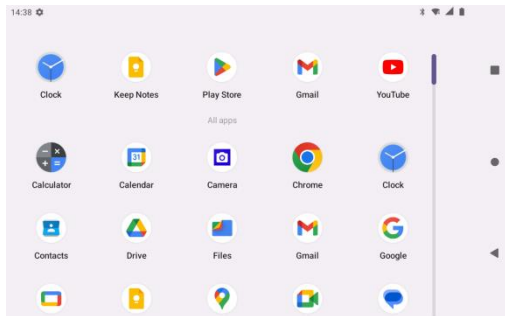 14:38
Clock Keep Notes Play Store Gmail YouTube
All apps
31
Calculator Calendar Camera Chrome Clock
Contacts Drive Files Gmail Google